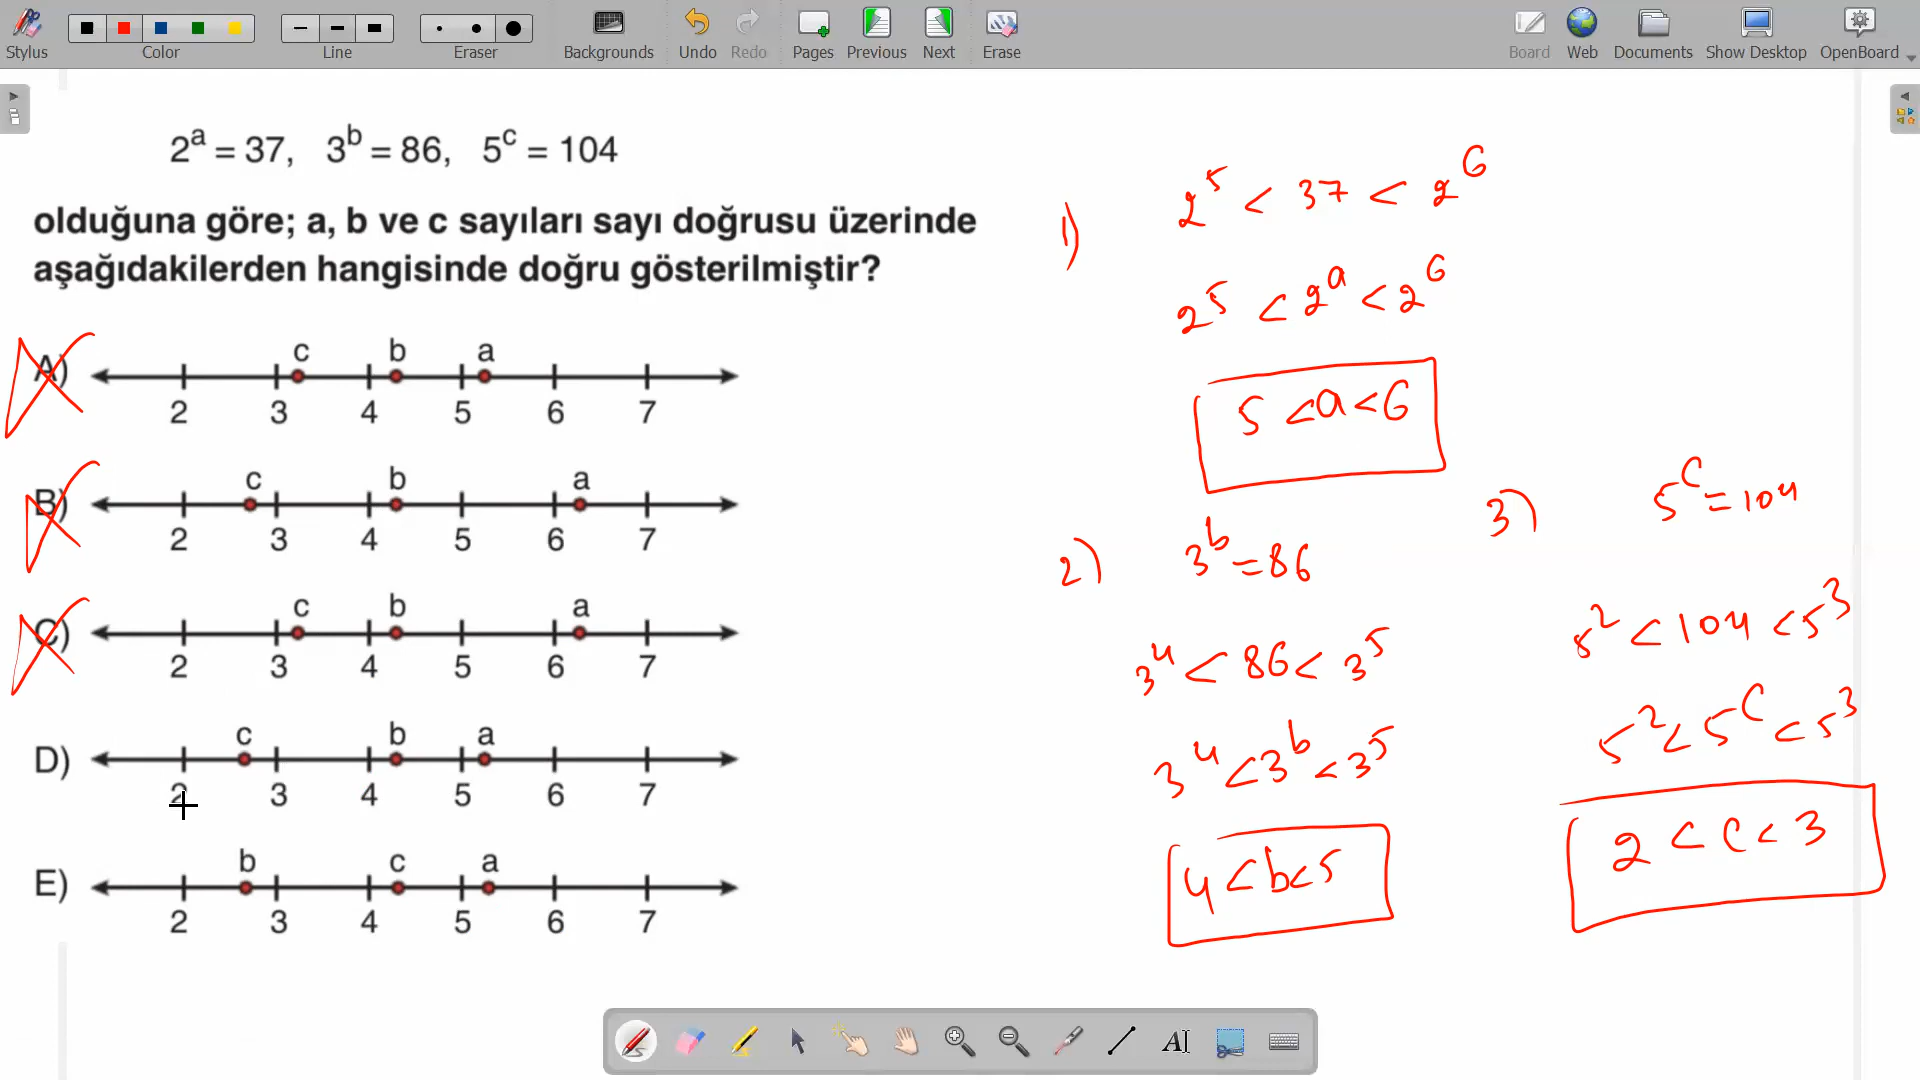 Stylus Color Line Eraser Backgrounds Undo Redo Pages Previous Next Erase Board Web Documents Show Desktop OpenBoard
2^a = 37, 3^b = 86, 5^c = 104
olduğuna göre; a, b ve c sayıları sayı doğrusu üzerinde
aşağıdakilerden hangisinde doğru gösterilmiştir?
c b a
A)
2 3 4 5 6 7
c b a
B)
2 3 4 5 6 7
c b a
C)
2 3 4 5 6 7
c b a
D)
2 3 4 5 6 7
b c a
E)
2 3 4 5 6 7
1) 2^5 < 37 < 2^6
2^5 < 2^a < 2^6
5 < a < 6
2) 3^b = 86
3^4 < 86 < 3^5
3^4 < 3^b < 3^5
4 < b < 5
3) 5^c = 104
5^2 < 104 < 5^3
5^2 < 5^c < 5^3
2 < c < 3